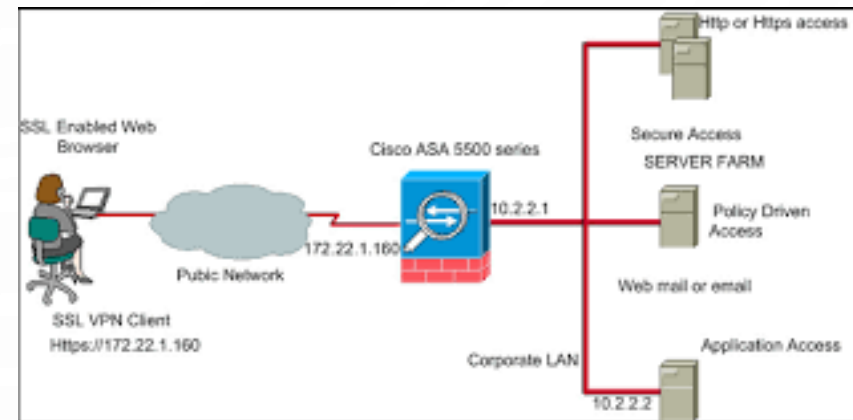 Http or Https access
SSL Enabled Web
Browser
Cisco ASA 5500 series
Secure Access
SERVER FARM
10.2.2.1
Policy Driven
Access
172.22.1.160
Pubic Network
Web mail or email
SSL VPN Client
Https://172.22.1.160
Corporate LAN
Application Access
10.2.2.2